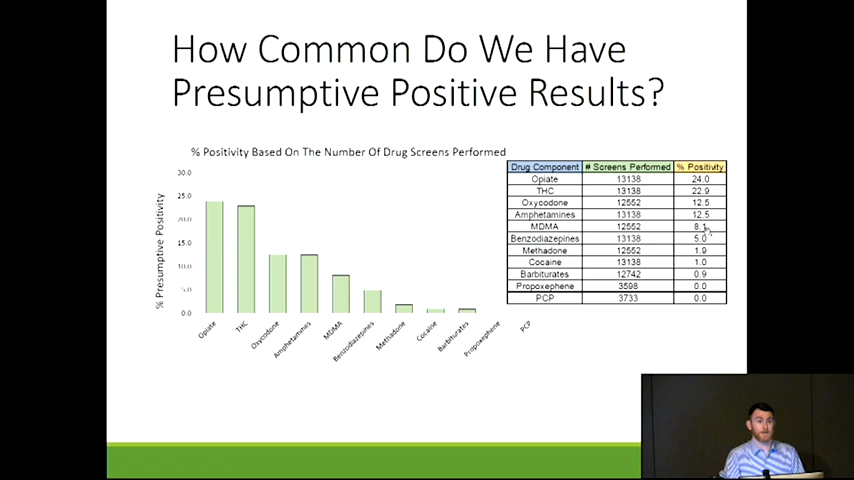 How Common Do We Have
Presumptive Positive Results?
% Positivity Based On The Number Of Drug Screens Performed
% Presumptive Positivity
30.0
25.0
20.0
15.0
10.0
5.0
0.0
Opiate
THC
Oxycodone
Amphetamines
MDMA
Benzodiazepines
Methadone
Cocaine
Barbiturates
Propoxephene
PCP
Drug Component # Screens Performed % Positivity
Opiate 13138 24.0
THC 13138 22.9
Oxycodone 12552 12.5
Amphetamines 13138 12.5
MDMA 12552 8.1
Benzodiazepines 13138 5.0
Methadone 12552 1.9
Cocaine 13138 1.0
Barbiturates 12742 0.9
Propoxephene 3598 0.0
PCP 3733 0.0